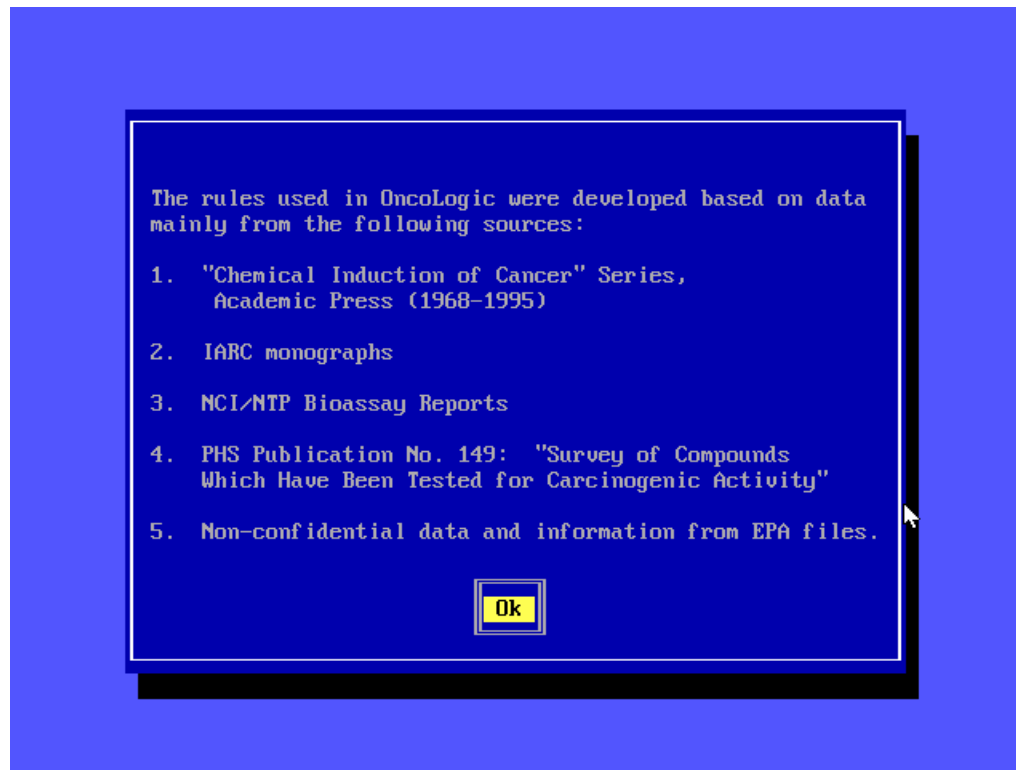 The rules used in OncoLogic were developed based on data
mainly from the following sources:
1. "Chemical Induction of Cancer" Series,
Academic Press (1968-1995)
2. IARC monographs
3. NCI/NTP Bioassay Reports
4. PHS Publication No. 149: "Survey of Compounds
Which Have Been Tested for Carcinogenic Activity"
5. Non-confidential data and information from EPA files.
Ok